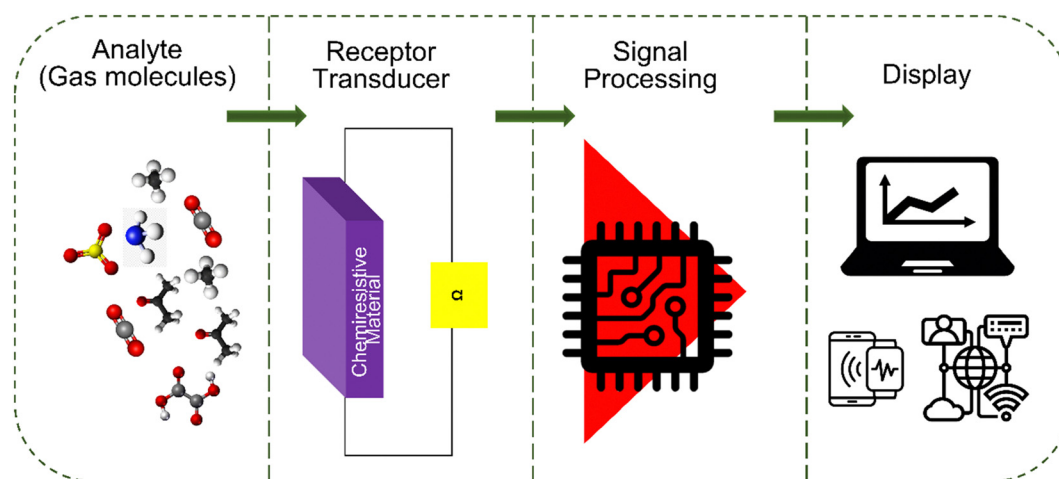 Analyte
(Gas molecules)
Receptor
Transducer
Signal
Processing
Display
Chemiresistive
Material
Ω